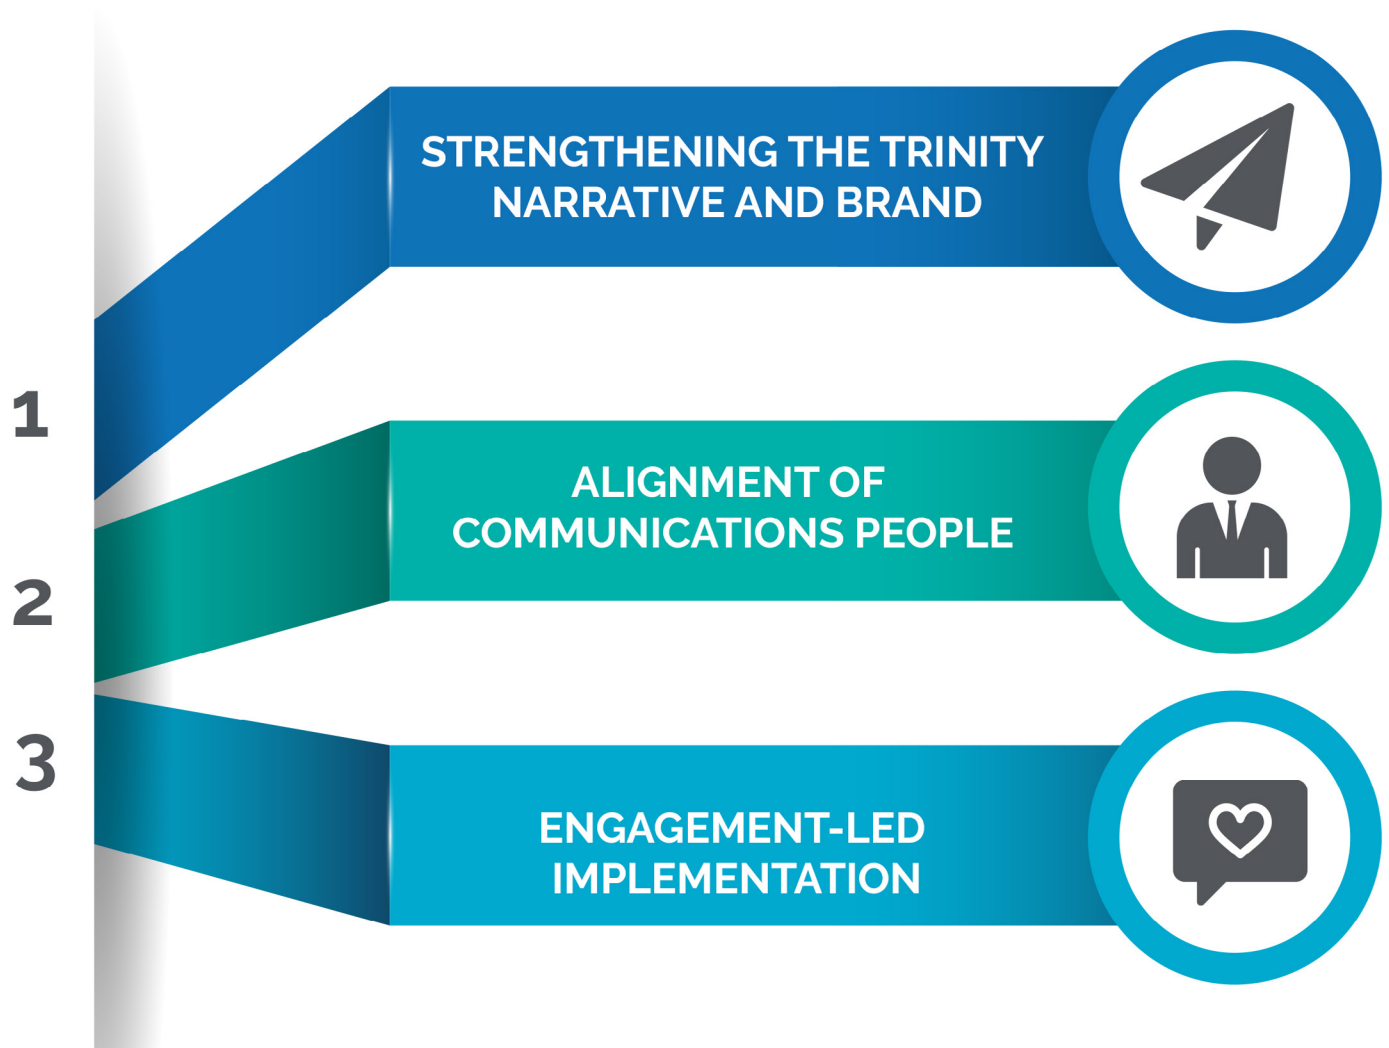 1
STRENGTHENING THE TRINITY
NARRATIVE AND BRAND
2
ALIGNMENT OF
COMMUNICATIONS PEOPLE
3
ENGAGEMENT-LED
IMPLEMENTATION